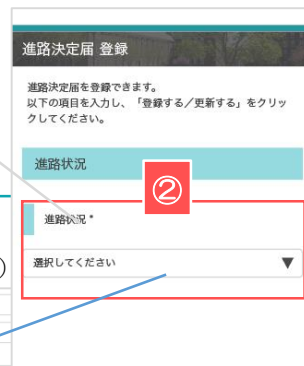 進路決定届 登録
進路決定届を登録できます。
以下の項目を入力し、「登録する／更新する」をクリッ
クしてください。
進路状況
②
進路状況 *
選択してください ▼